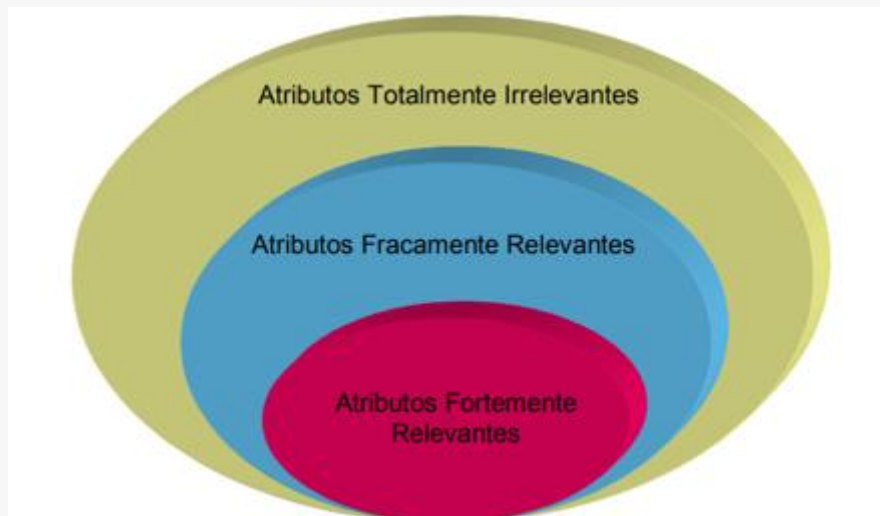 Atributos Totalmente Irrelevantes
Atributos Fracamente Relevantes
Atributos Fortemente
Relevantes